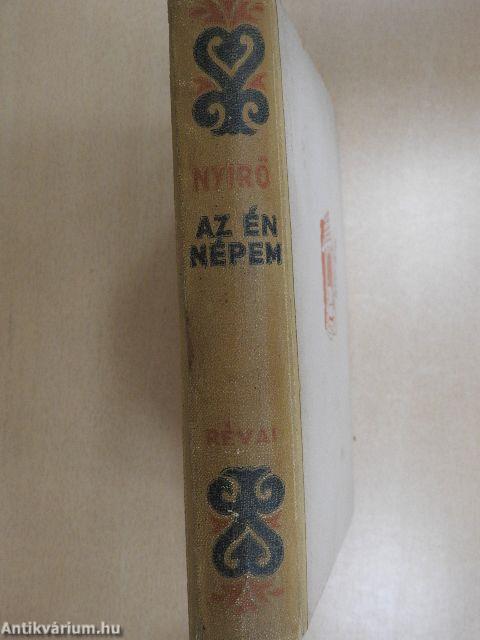 NYIRŐ
AZ ÉN
NÉPEM
RÉVAI
Antikvárium.hu